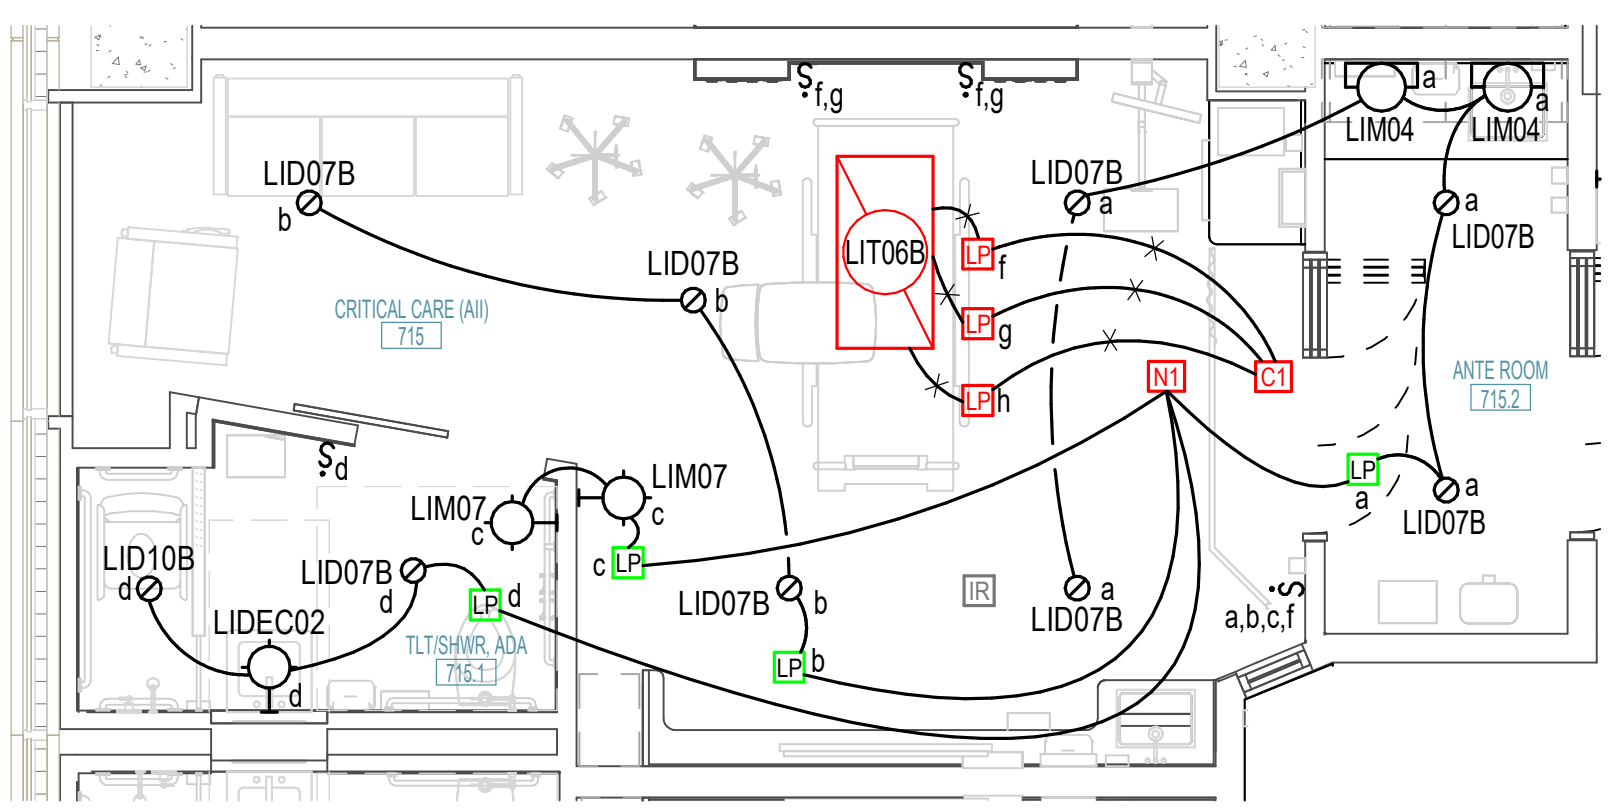 S f,g
S f,g
a
a
LIM04
LIM04
LID07B
b
LID07B
a
a
LID07B
LIT06B
LP f
LID07B
b
CRITICAL CARE (AII)
715
LP g
N1
C1
LP h
ANTE ROOM
715.2
S d
LIM07
c
LIM07
c
LP
a
a
LID07B
LID10B
d
LID07B
d
LP d
c LP
LID07B
b
IR
a
LID07B
S
a,b,c,f
LIDEC02
d
TLT/SHWR, ADA
715.1
LP b